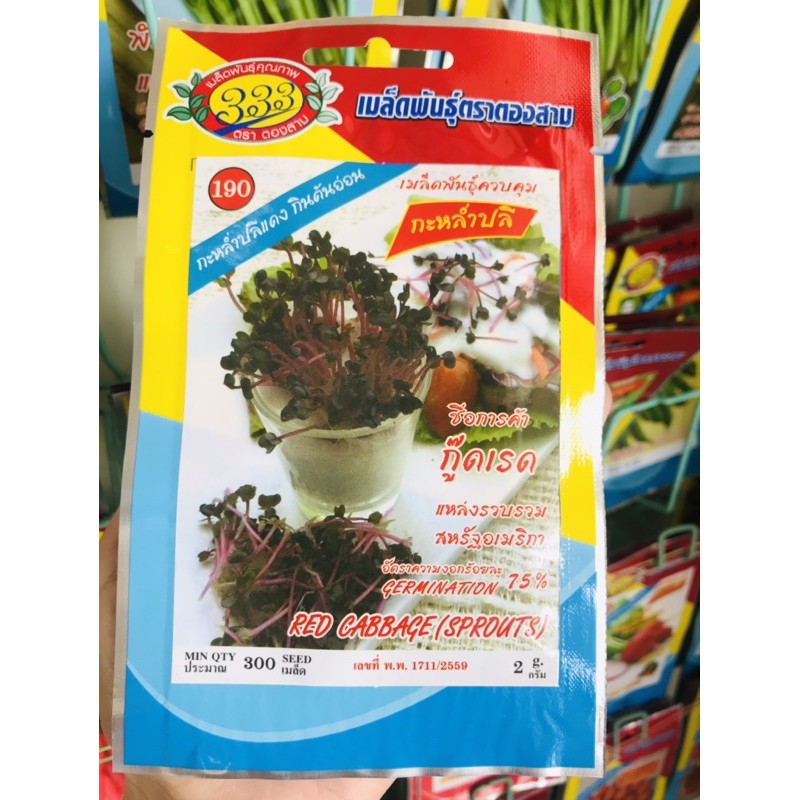 เมล็ดพันธุ์คุณภาพ
333
ตรา ตองสาม
เมล็ดพันธุ์ตราตองสาม
190
กะหล่ำปลีแดง กินต้นอ่อน
เมล็ดพันธุ์ควบคุม
กะหล่ำปลี
ชื่อการค้า
กู๊ดเรด
แหล่งรวบรวม
สหรัฐอเมริกา
อัตราความงอกร้อยละ
GERMINATION 75%
RED CABBAGE (SPROUTS)
MIN QTY 300 SEED
ประมาณ เมล็ด
เลขที่ พ.พ. 1711/2559
2 g.
กรัม